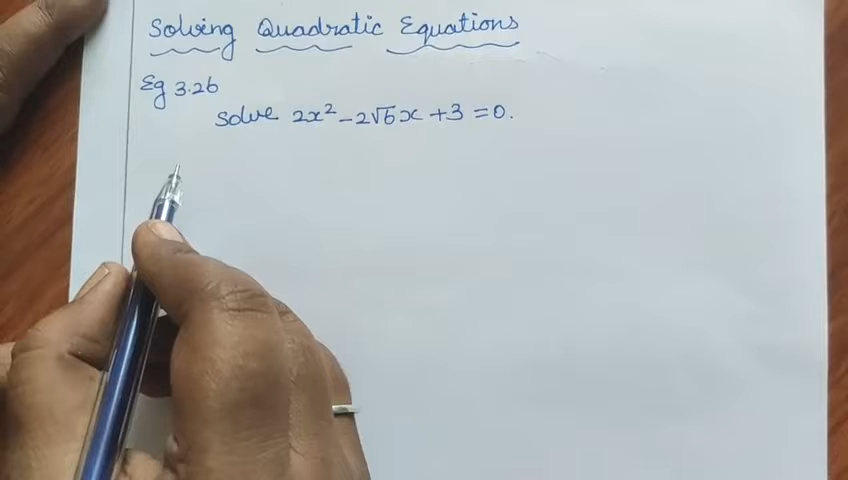 Solving Quadratic Equations
Eg 3.26
Solve 2x² - 2√6x + 3 = 0.